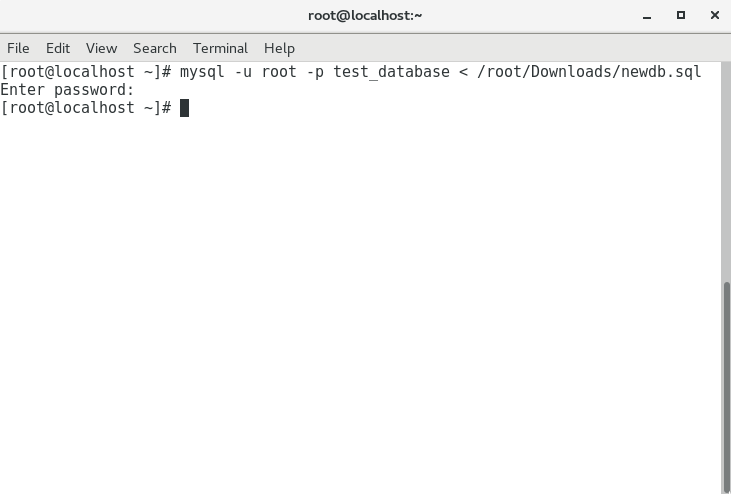 root@localhost:~
File Edit View Search Terminal Help
[root@localhost ~]# mysql -u root -p test_database < /root/Downloads/newdb.sql
Enter password:
[root@localhost ~]#